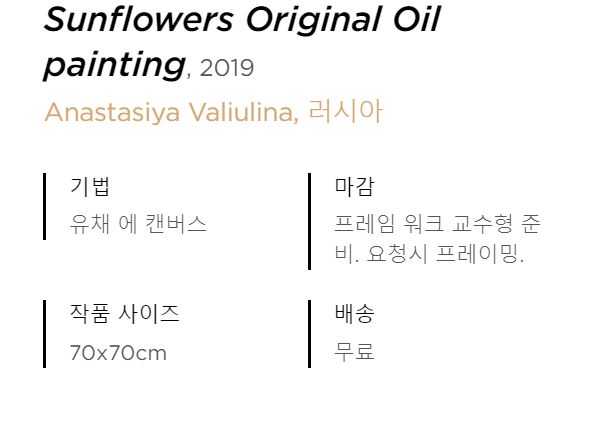 Sunflowers Original Oil
painting, 2019
Anastasiya Valiulina, 러시아
기법
유채 에 캔버스
마감
프레임 워크 교수형 준
비. 요청시 프레이밍.
작품 사이즈
70x70cm
배송
무료